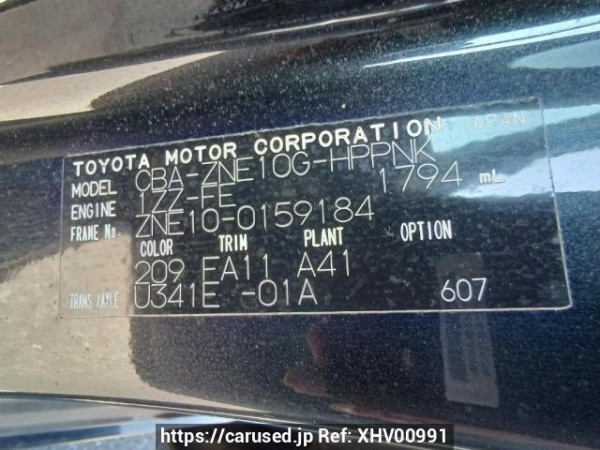 TOYOTA MOTOR CORPORATION JAPAN
MODEL CBA-ZNE10G-HPPNK
ENGINE 1ZZ-FE 1794 mL
FRAME No. ZNE10-0159184
COLOR TRIM PLANT OPTION
209 FA11 A41
TRANS./AXLE U341E -01A 607
https://carused.jp Ref: XHV00991